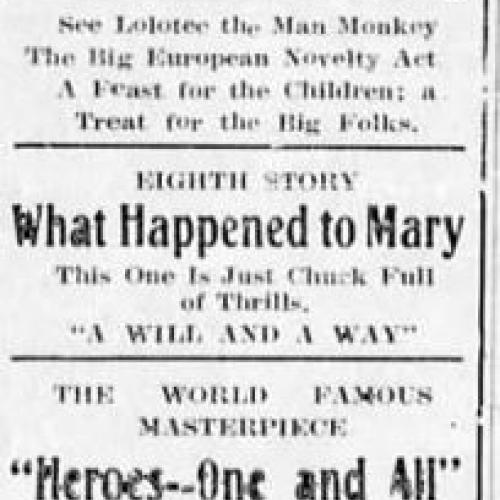 See Lolotee the Man Monkey
The Big European Novelty Act
A Feast for the Children; a
Treat for the Big Folks.
EIGHTH STORY
What Happened to Mary
This One Is Just Chuck Full
of Thrills.
"A WILL AND A WAY"
THE WORLD FAMOUS
MASTERPIECE
"Heroes--One and All"